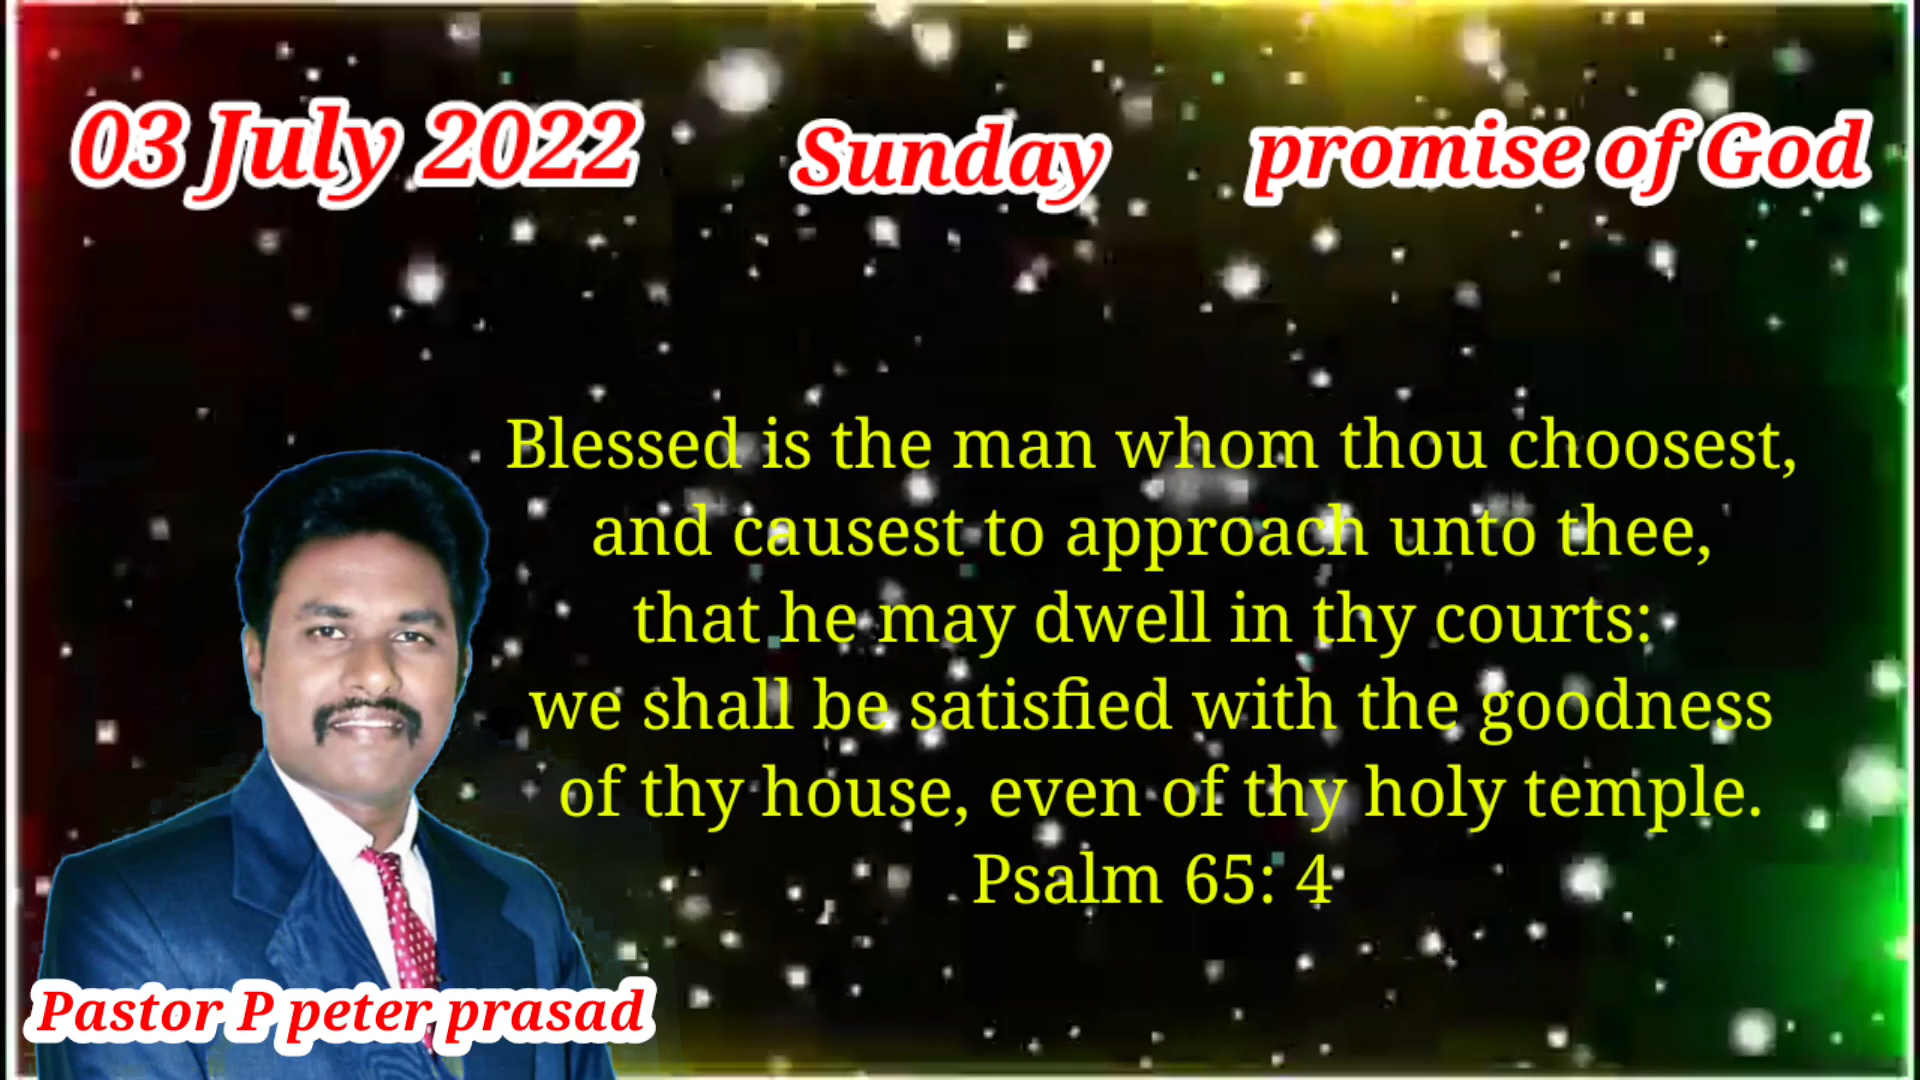 03 July 2022 Sunday promise of God
Blessed is the man whom thou choosest,
and causest to approach unto thee,
that he may dwell in thy courts:
we shall be satisfied with the goodness
of thy house, even of thy holy temple.
Psalm 65: 4
Pastor P peter prasad